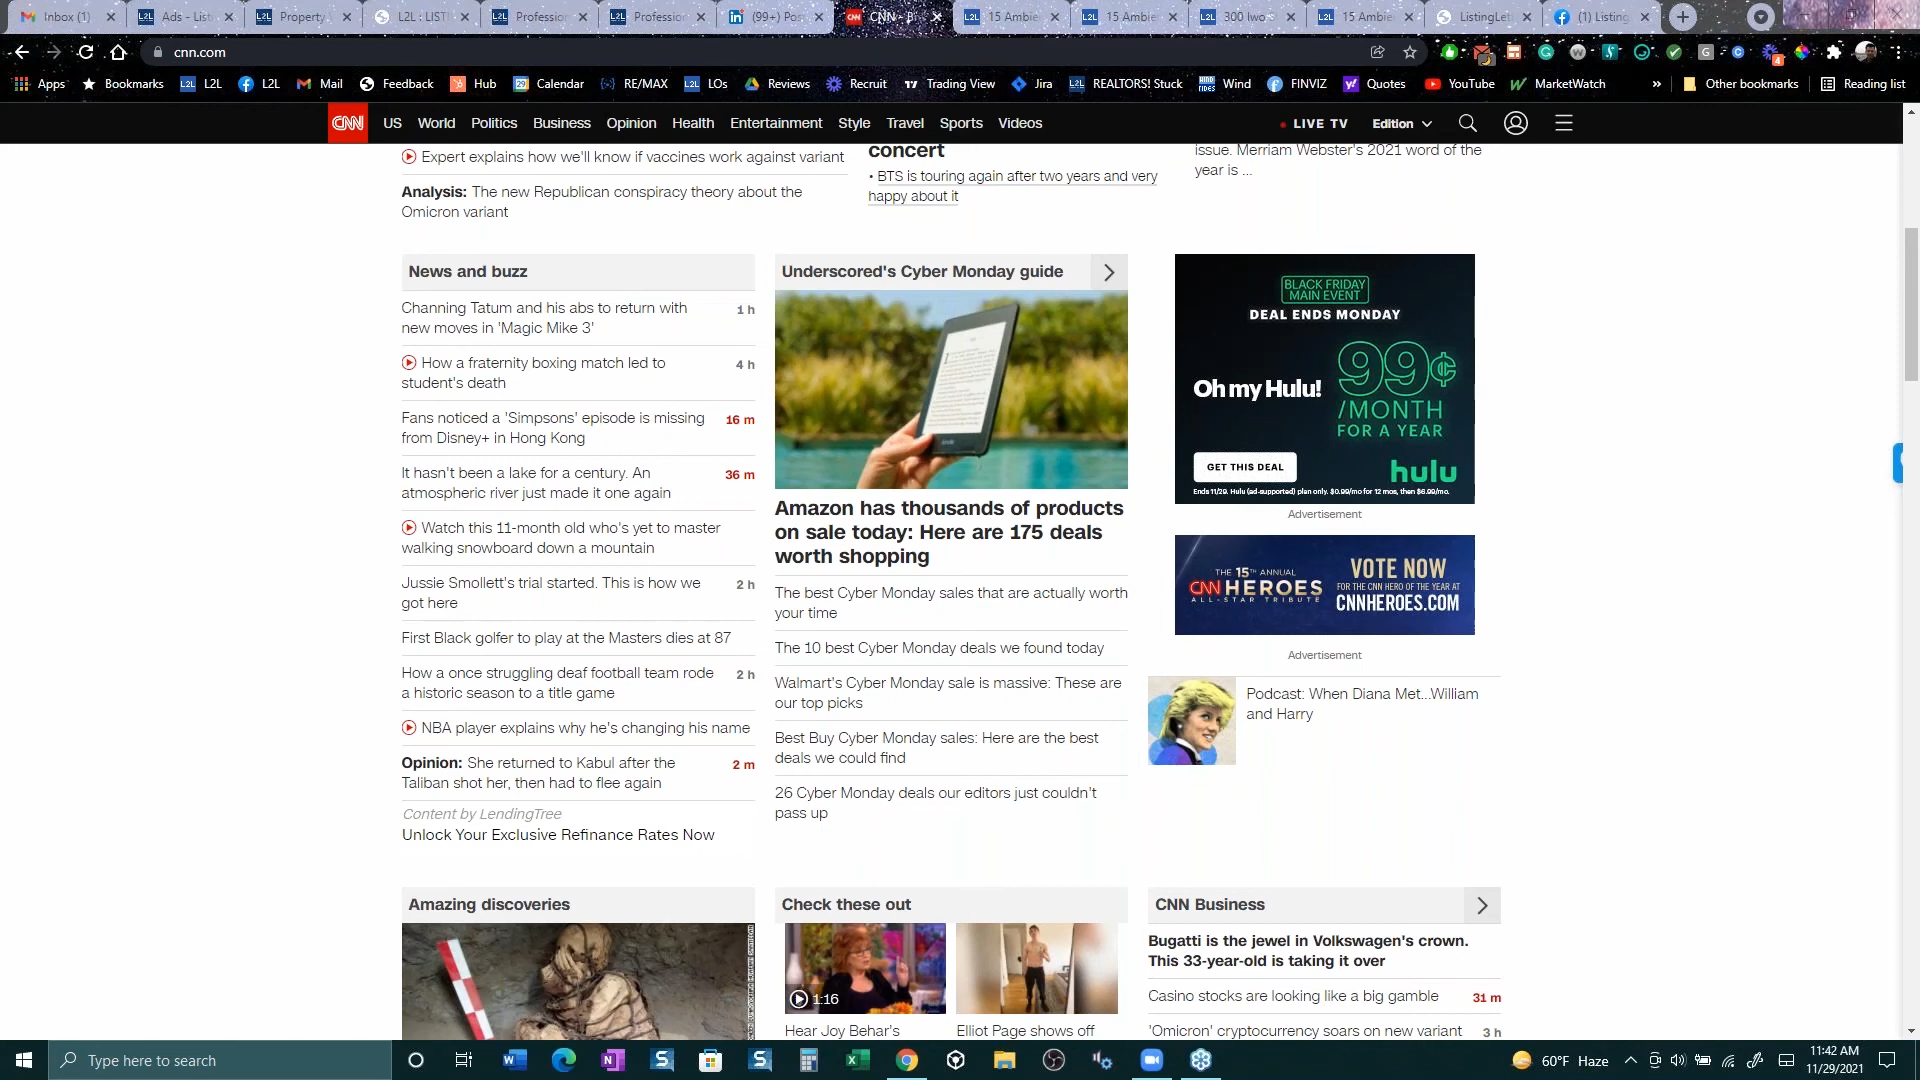 Inbox (1)
Ads - List
Property
L2L : LISTI
Profession
Profession
(99+) Pos
CNN - B
15 Ambie
15 Ambie
300 Iwo S
15 Ambie
ListingLet
(1) Listing
cnn.com
Apps
Bookmarks
L2L
L2L
Mail
Feedback
Hub
Calendar
RE/MAX
LOs
Reviews
Recruit
Trading View
Jira
REALTORS! Stuck
Wind
FINVIZ
Quotes
YouTube
MarketWatch
»
Other bookmarks
Reading list
CNN
US
World
Politics
Business
Opinion
Health
Entertainment
Style
Travel
Sports
Videos
LIVE TV
Edition
Expert explains how we'll know if vaccines work against variant
Analysis: The new Republican conspiracy theory about the
Omicron variant
concert
• BTS is touring again after two years and very
happy about it
issue. Merriam Webster's 2021 word of the
year is ...
News and buzz
Channing Tatum and his abs to return with
new moves in 'Magic Mike 3'
1 h
How a fraternity boxing match led to
student's death
4 h
Fans noticed a 'Simpsons' episode is missing
from Disney+ in Hong Kong
16 m
It hasn't been a lake for a century. An
atmospheric river just made it one again
36 m
Watch this 11-month old who's yet to master
walking snowboard down a mountain
Jussie Smollett's trial started. This is how we
got here
2 h
First Black golfer to play at the Masters dies at 87
How a once struggling deaf football team rode
a historic season to a title game
2 h
NBA player explains why he's changing his name
Opinion: She returned to Kabul after the
Taliban shot her, then had to flee again
2 m
Content by LendingTree
Unlock Your Exclusive Refinance Rates Now
Underscored's Cyber Monday guide
kindle
Amazon has thousands of products
on sale today: Here are 175 deals
worth shopping
The best Cyber Monday sales that are actually worth
your time
The 10 best Cyber Monday deals we found today
Walmart's Cyber Monday sale is massive: These are
our top picks
Best Buy Cyber Monday sales: Here are the best
deals we could find
26 Cyber Monday deals our editors just couldn't
pass up
BLACK FRIDAY
MAIN EVENT
DEAL ENDS MONDAY
Oh my Hulu!
99¢
/MONTH
FOR A YEAR
GET THIS DEAL
hulu
Ends 11/29. Hulu (ad-supported) plan only. $0.99/mo for 12 mos, then $6.99/mo.
Advertisement
THE 15TH ANNUAL
CNN HEROES
ALL-STAR TRIBUTE
VOTE NOW
FOR THE CNN HERO OF THE YEAR AT
CNNHEROES.COM
Advertisement
Podcast: When Diana Met...William
and Harry
Amazing discoveries
Check these out
1:16
Hear Joy Behar's
Elliot Page shows off
CNN Business
Bugatti is the jewel in Volkswagen's crown.
This 33-year-old is taking it over
Casino stocks are looking like a big gamble
31 m
'Omicron' cryptocurrency soars on new variant
3 h
Type here to search
60°F Haze
11:42 AM
11/29/2021